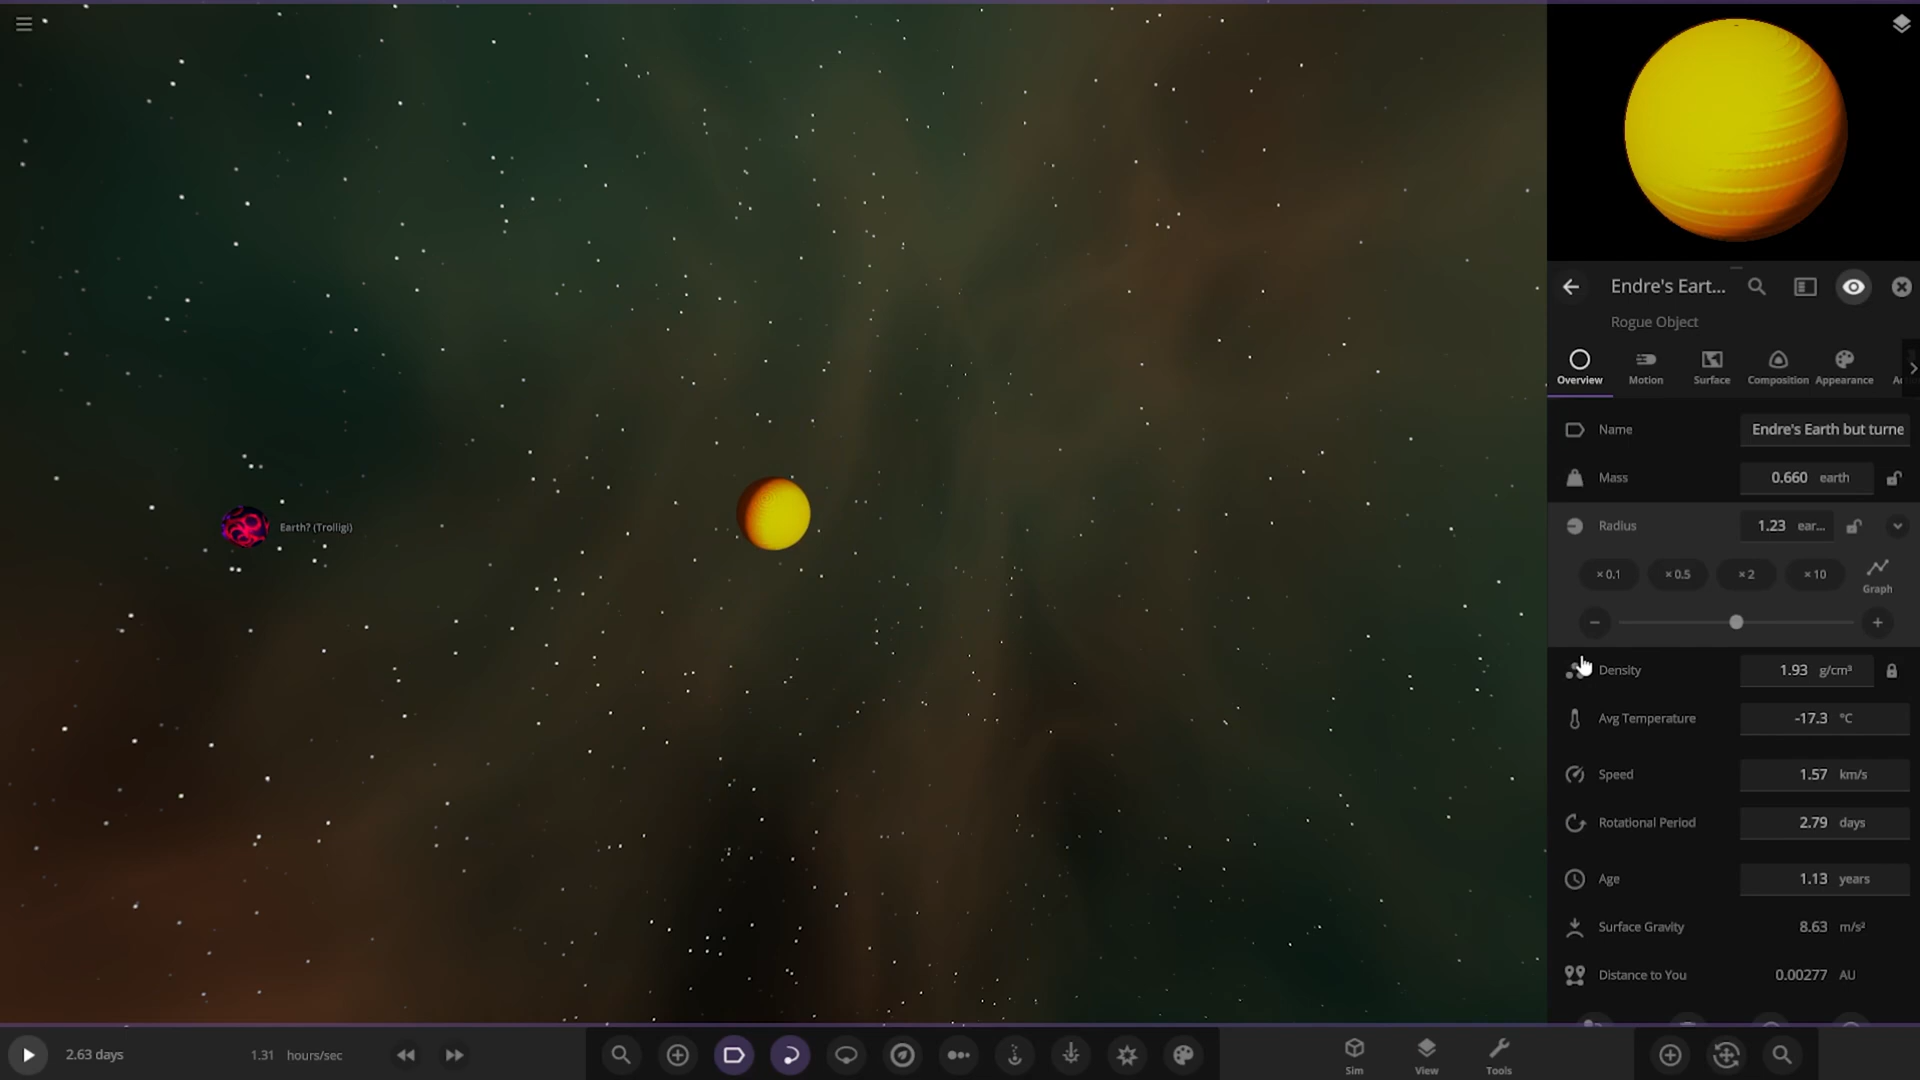 Endre's Eart...
Rogue Object
Overview
Motion
Surface
Composition
Appearance
Name
Endre's Earth but turne
Mass
0.660 earth
Radius
1.23 ear...
× 0.1
× 0.5
× 2
× 10
Graph
Density
1.93 g/cm³
Avg Temperature
-17.3 °C
Speed
1.57 km/s
Rotational Period
2.79 days
Age
1.13 years
Surface Gravity
8.63 m/s²
Distance to You
0.00277 AU
Earth? (Trolligi)
2.63 days
1.31 hours/sec
Sim
View
Tools